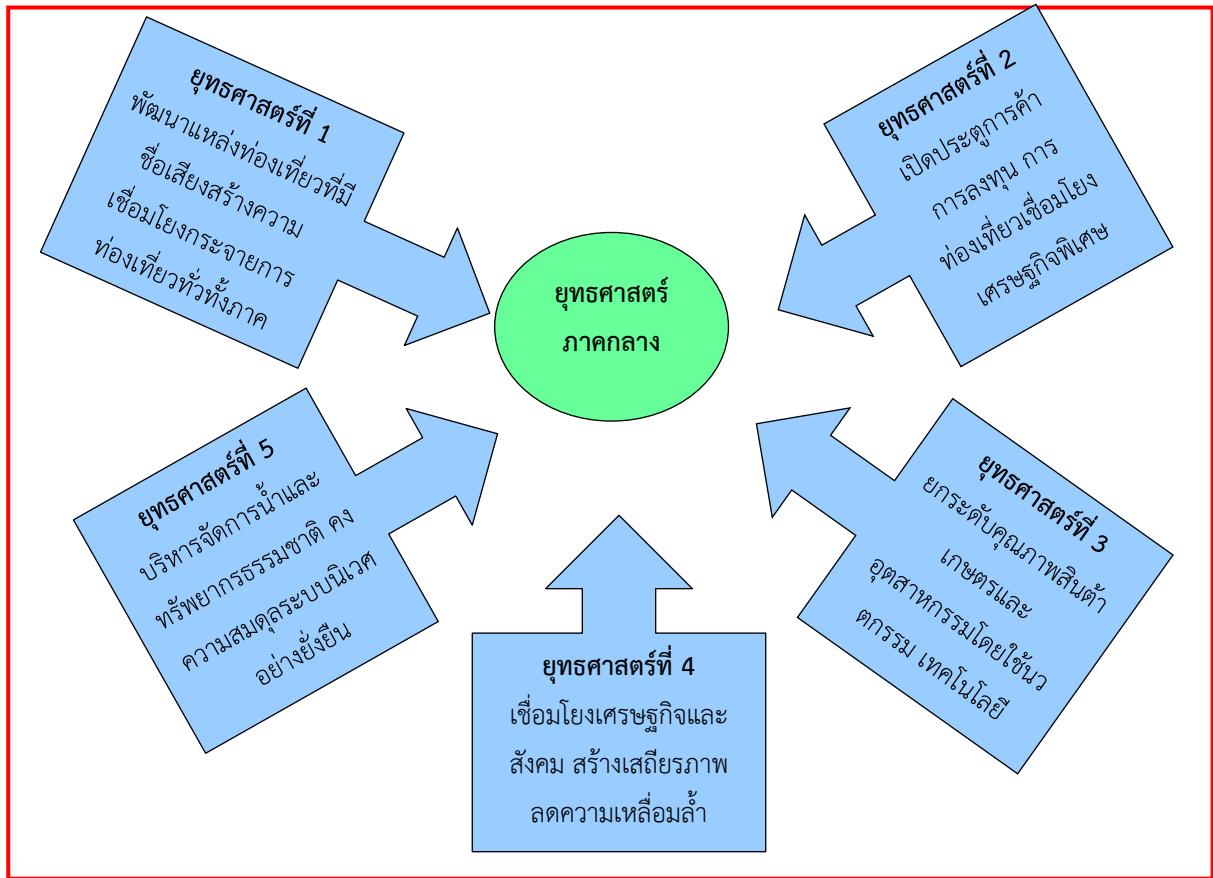 ยุทธศาสตร์ที่ 1
พัฒนาแหล่งท่องเที่ยวที่มี
ชื่อเสียงสร้างความ
เชื่อมโยงกระจายการ
ท่องเที่ยวทั่วทั้งภาค
ยุทธศาสตร์ที่ 2
เปิดประตูการค้า
การลงทุน การ
ท่องเที่ยวเชื่อมโยง
เศรษฐกิจพิเศษ
ยุทธศาสตร์
ภาคกลาง
ยุทธศาสตร์ที่ 3
ยกระดับคุณภาพสินต้า
เกษตรและ
อุตสาหกรรมโดยใช้นว
ตกรรม เทคโนโลยี
ยุทธศาสตร์ที่ 4
เชื่อมโยงเศรษฐกิจและ
สังคม สร้างเสถียรภาพ
ลดความเหลื่อมล้ำ
ยุทธศาสตร์ที่ 5
บริหารจัดการน้ำและ
ทรัพยากรธรรมชาติ คง
ความสมดุลระบบนิเวศ
อย่างยั่งยืน